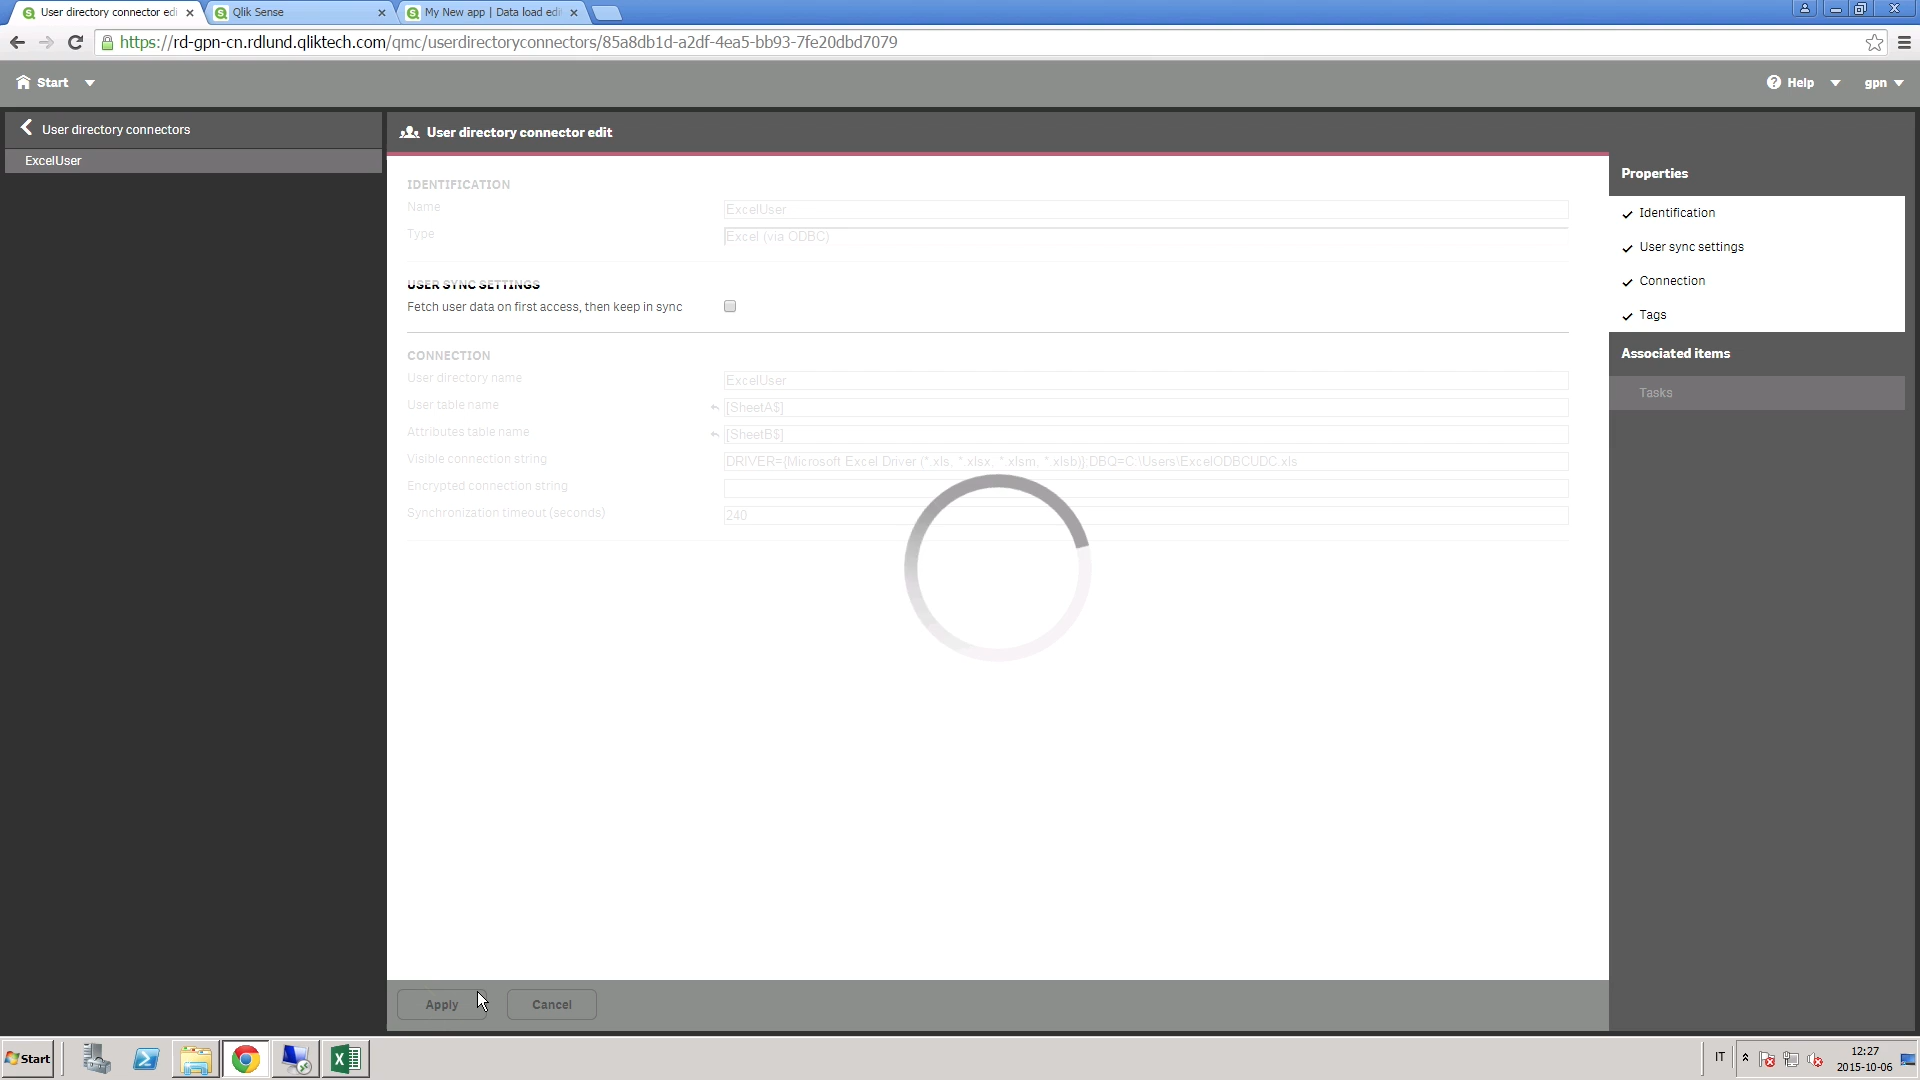 User directory connector edi
Qlik Sense
My New app | Data load edi
https://rd-gpn-cn.rdlund.qliktech.com/qmc/userdirectoryconnectors/85a8db1d-a2df-4ea5-bb93-7fe20dbd7079
Start
Help
gpn
User directory connectors
ExcelUser
User directory connector edit
IDENTIFICATION
Name
ExcelUser
Type
Excel (via ODBC)
USER SYNC SETTINGS
Fetch user data on first access, then keep in sync
CONNECTION
User directory name
ExcelUser
User table name
[SheetA$]
Attributes table name
[SheetB$]
Visible connection string
DRIVER={Microsoft Excel Driver (*.xls, *.xlsx, *.xlsm, *.xlsb)};DBQ=C:\Users\ExcelODBCUDC.xls
Encrypted connection string
Synchronization timeout (seconds)
240
Properties
Identification
User sync settings
Connection
Tags
Associated items
Tasks
Apply
Cancel
Start
IT
12:27
2015-10-06